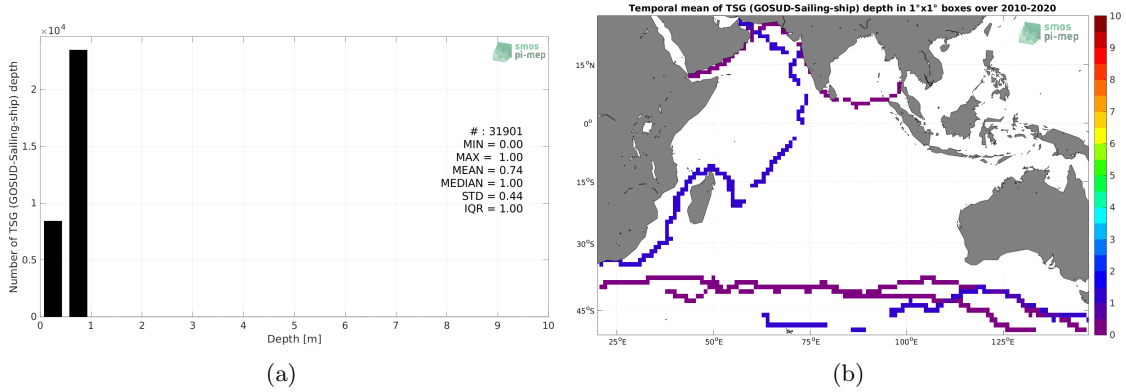 ×10⁴
smos
pi-mep
2
1.5
1
0.5
0
Number of TSG (GOSUD-Sailing-ship) depth
# : 31901
MIN = 0.00
MAX = 1.00
MEAN = 0.74
MEDIAN = 1.00
STD = 0.44
IQR = 1.00
0 1 2 3 4 5 6 7 8 9 10
Depth [m]
(a)
Temporal mean of TSG (GOSUD-Sailing-ship) depth in 1°x1° boxes over 2010-2020
smos
pi-mep
15°N
0°
15°S
30°S
45°S
25°E 50°E 75°E 100°E 125°E
10
9
8
7
6
5
4
3
2
1
0
(b)